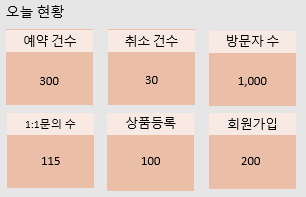 오늘 현황
예약 건수
취소 건수
방문자 수
300
30
1,000
1:1문의 수
상품등록
회원가입
115
100
200